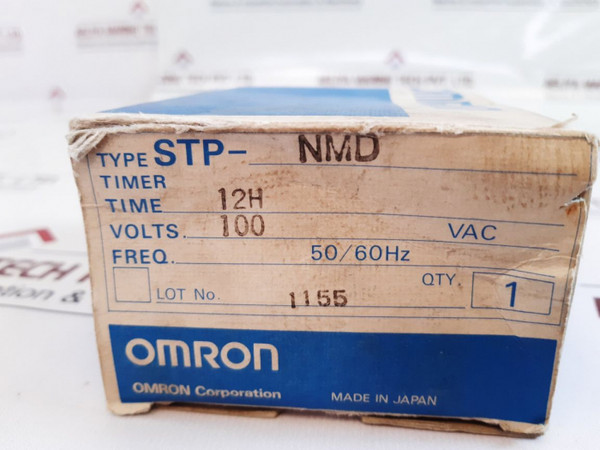 TYPE STP- NMD
TIMER
TIME 12H
VOLTS. 100 VAC
FREQ. 50/60Hz
LOT No. 1155
QTY 1
OMRON
OMRON Corporation
MADE IN JAPAN